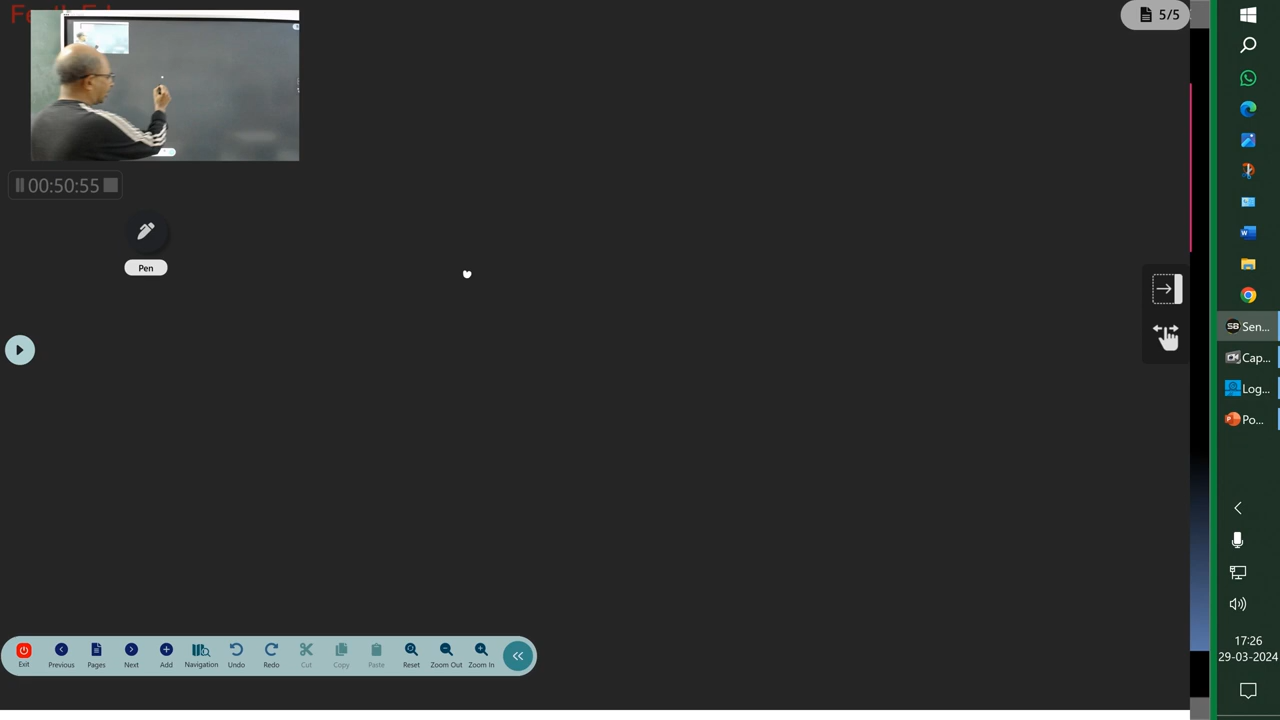 5/5
00:50:55
Pen
Sen...
Cap...
Log...
Po...
Exit
Previous
Pages
Next
Add
Navigation
Undo
Redo
Cut
Copy
Paste
Reset
Zoom Out
Zoom In
17:26
29-03-2024